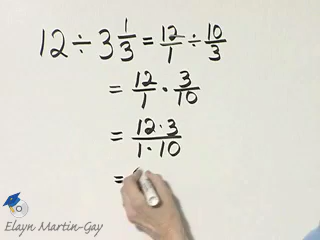 12 ÷ 3 1/3 = 12/1 ÷ 10/3
= 12/1 · 3/10
= 12·3/1·10
=
Elayn Martin-Gay